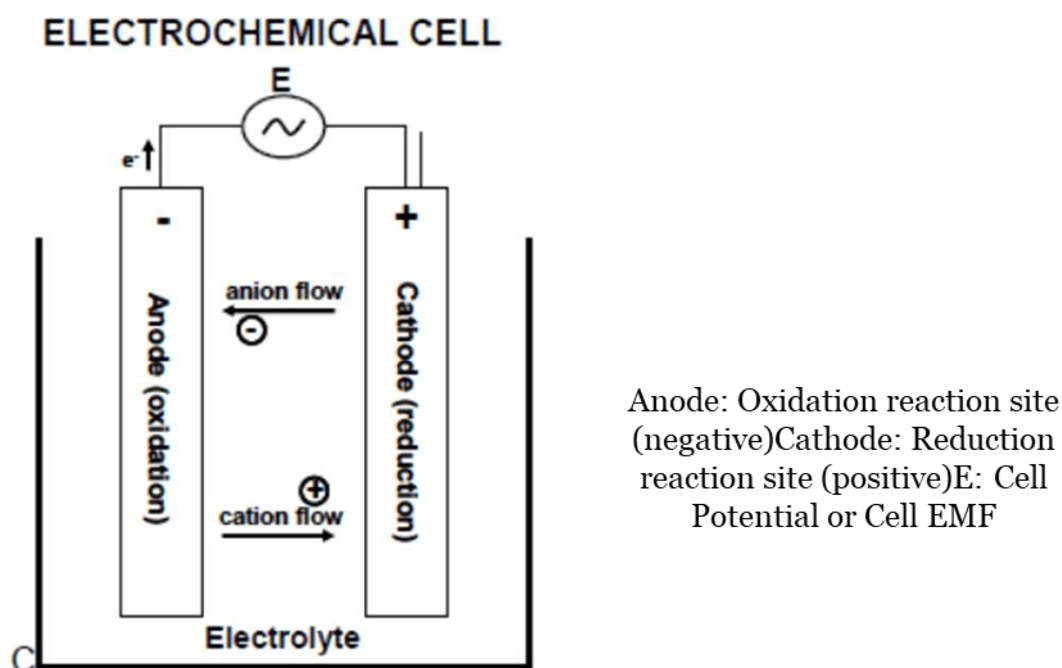 ELECTROCHEMICAL CELL
E
e-
-
+
Anode (oxidation)
anion flow
-
Cathode (reduction)
+
cation flow
Electrolyte
C
Anode: Oxidation reaction site
(negative)Cathode: Reduction
reaction site (positive)E: Cell
Potential or Cell EMF